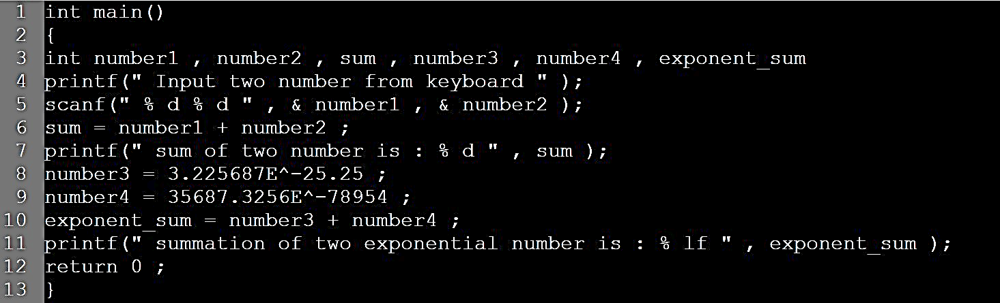 1 int main()
2 {
3 int number1 , number2 , sum , number3 , number4 , exponent_sum
4 printf(" Input two number from keyboard " );
5 scanf(" % d % d " , & number1 , & number2 );
6 sum = number1 + number2 ;
7 printf(" sum of two number is : % d " , sum );
8 number3 = 3.225687E^-25.25 ;
9 number4 = 35687.3256E^-78954 ;
10 exponent_sum = number3 + number4 ;
11 printf(" summation of two exponential number is : % lf " , exponent_sum );
12 return 0 ;
13 }